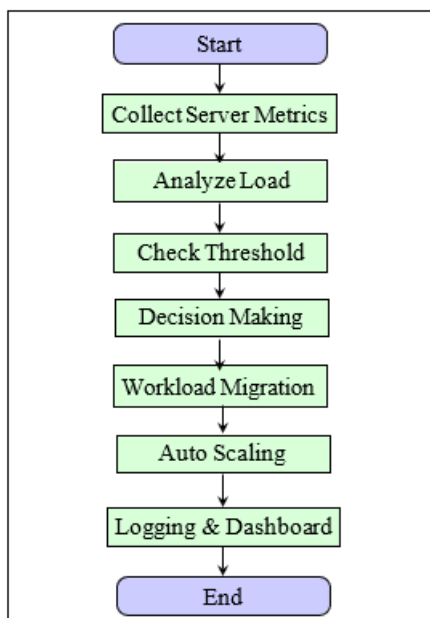 Start
Collect Server Metrics
Analyze Load
Check Threshold
Decision Making
Workload Migration
Auto Scaling
Logging & Dashboard
End